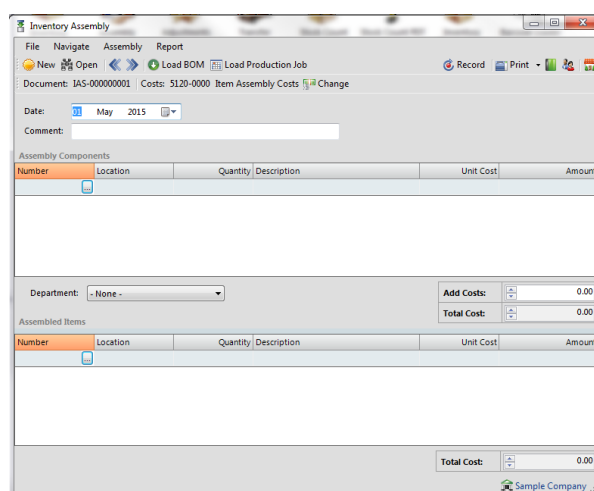 Inventory Assembly
File Navigate Assembly Report
New Open Load BOM Load Production Job Record Print
Document: IAS-000000001 Costs: 5120-0000 Item Assembly Costs Change
Date: 01 May 2015
Comment:
Assembly Components
Number Location Quantity Description Unit Cost Amoun
...
Department: - None - Add Costs: 0.00
Total Cost: 0.00
Assembled Items
Number Location Quantity Description Unit Cost Amoun
...
Total Cost: 0.00
Sample Company